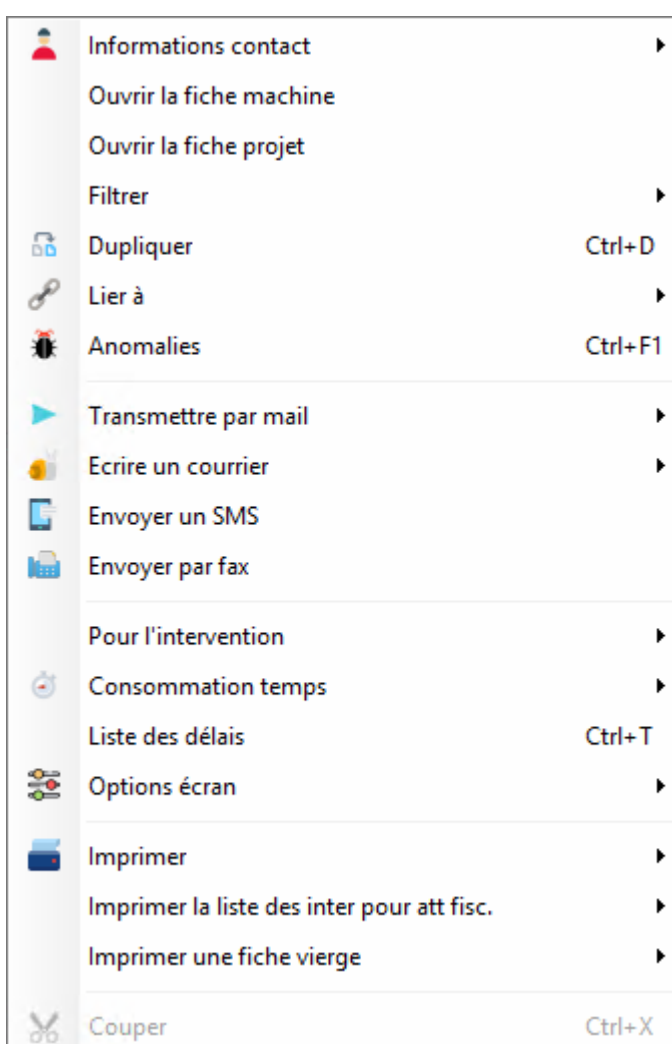 Informations contact
Ouvrir la fiche machine
Ouvrir la fiche projet
Filtrer
Dupliquer Ctrl+D
Lier à
Anomalies Ctrl+F1
Transmettre par mail
Ecrire un courrier
Envoyer un SMS
Envoyer par fax
Pour l'intervention
Consommation temps
Liste des délais Ctrl+T
Options écran
Imprimer
Imprimer la liste des inter pour att fisc.
Imprimer une fiche vierge
Couper Ctrl+X